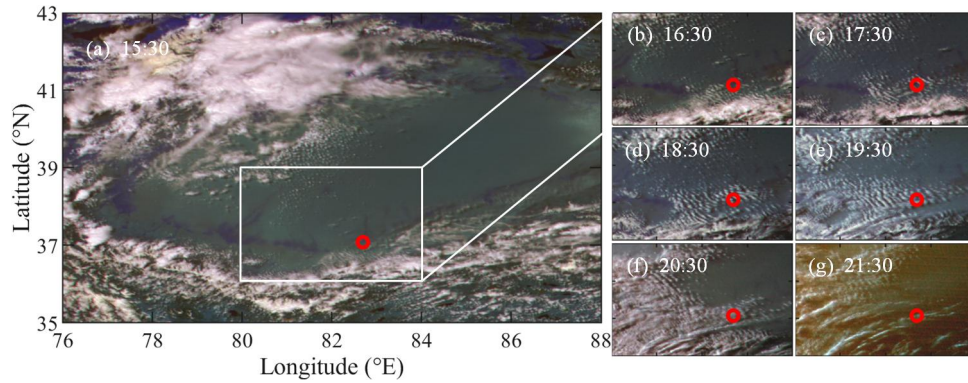 43
41
39
37
35
Latitude (°N)
(a) 15:30
76
78
80
82
84
86
88
Longitude (°E)
(b) 16:30
(c) 17:30
(d) 18:30
(e) 19:30
(f) 20:30
(g) 21:30